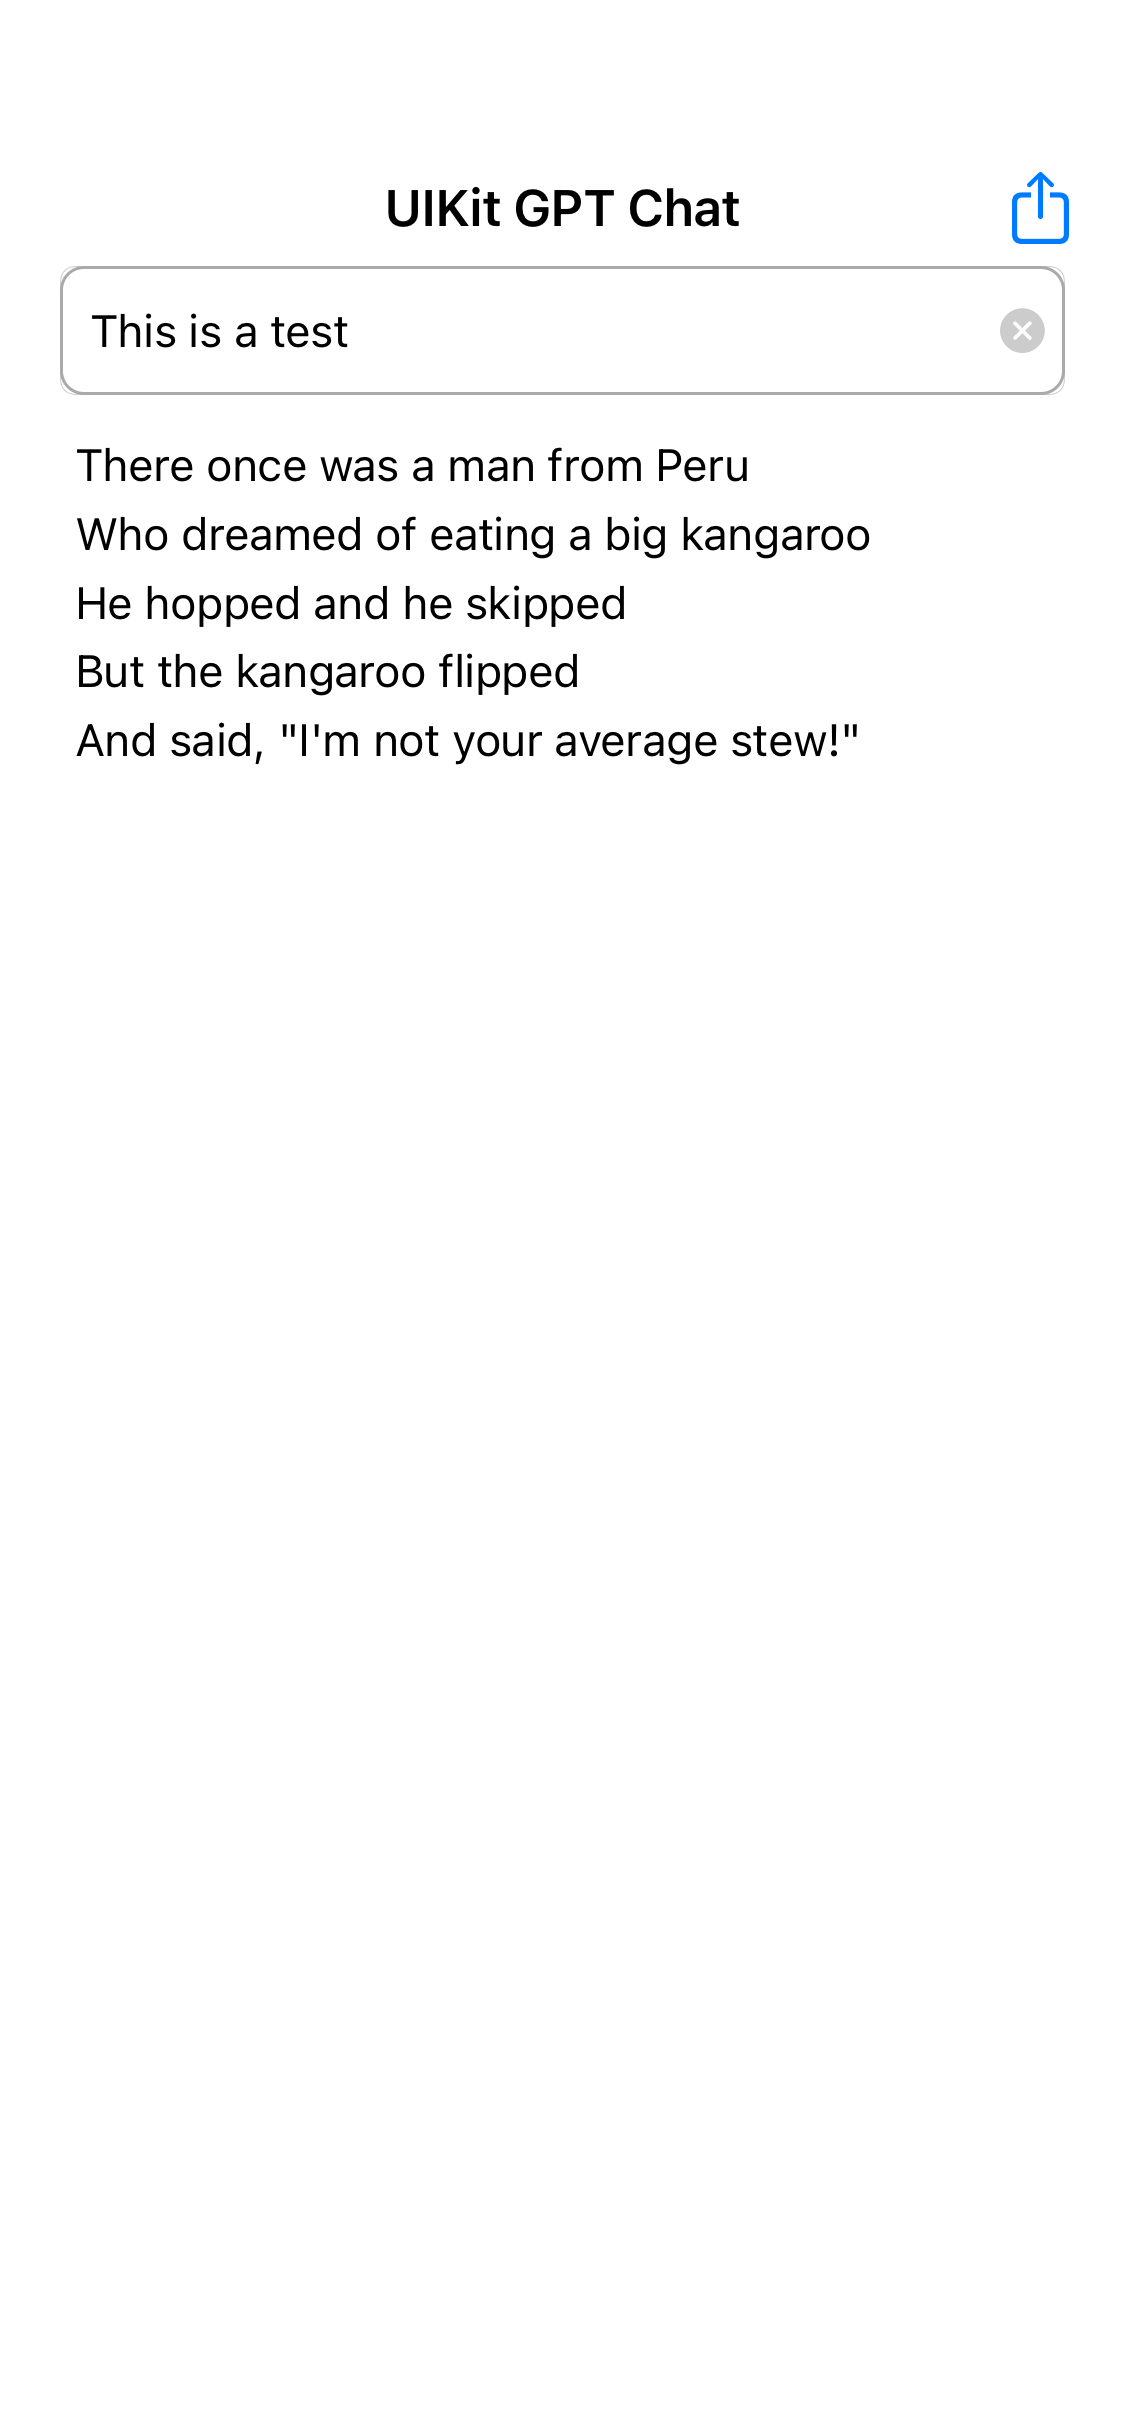 UIKit GPT Chat
This is a test
There once was a man from Peru
Who dreamed of eating a big kangaroo
He hopped and he skipped
But the kangaroo flipped
And said, "I'm not your average stew!"